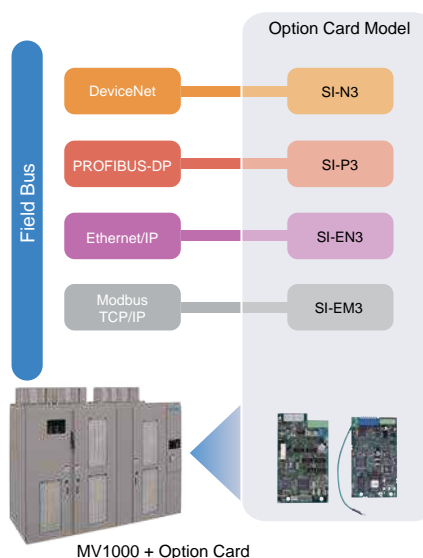 Option Card Model
Field Bus
DeviceNet
SI-N3
PROFIBUS-DP
SI-P3
Ethernet/IP
SI-EN3
Modbus
TCP/IP
SI-EM3
MV1000 + Option Card